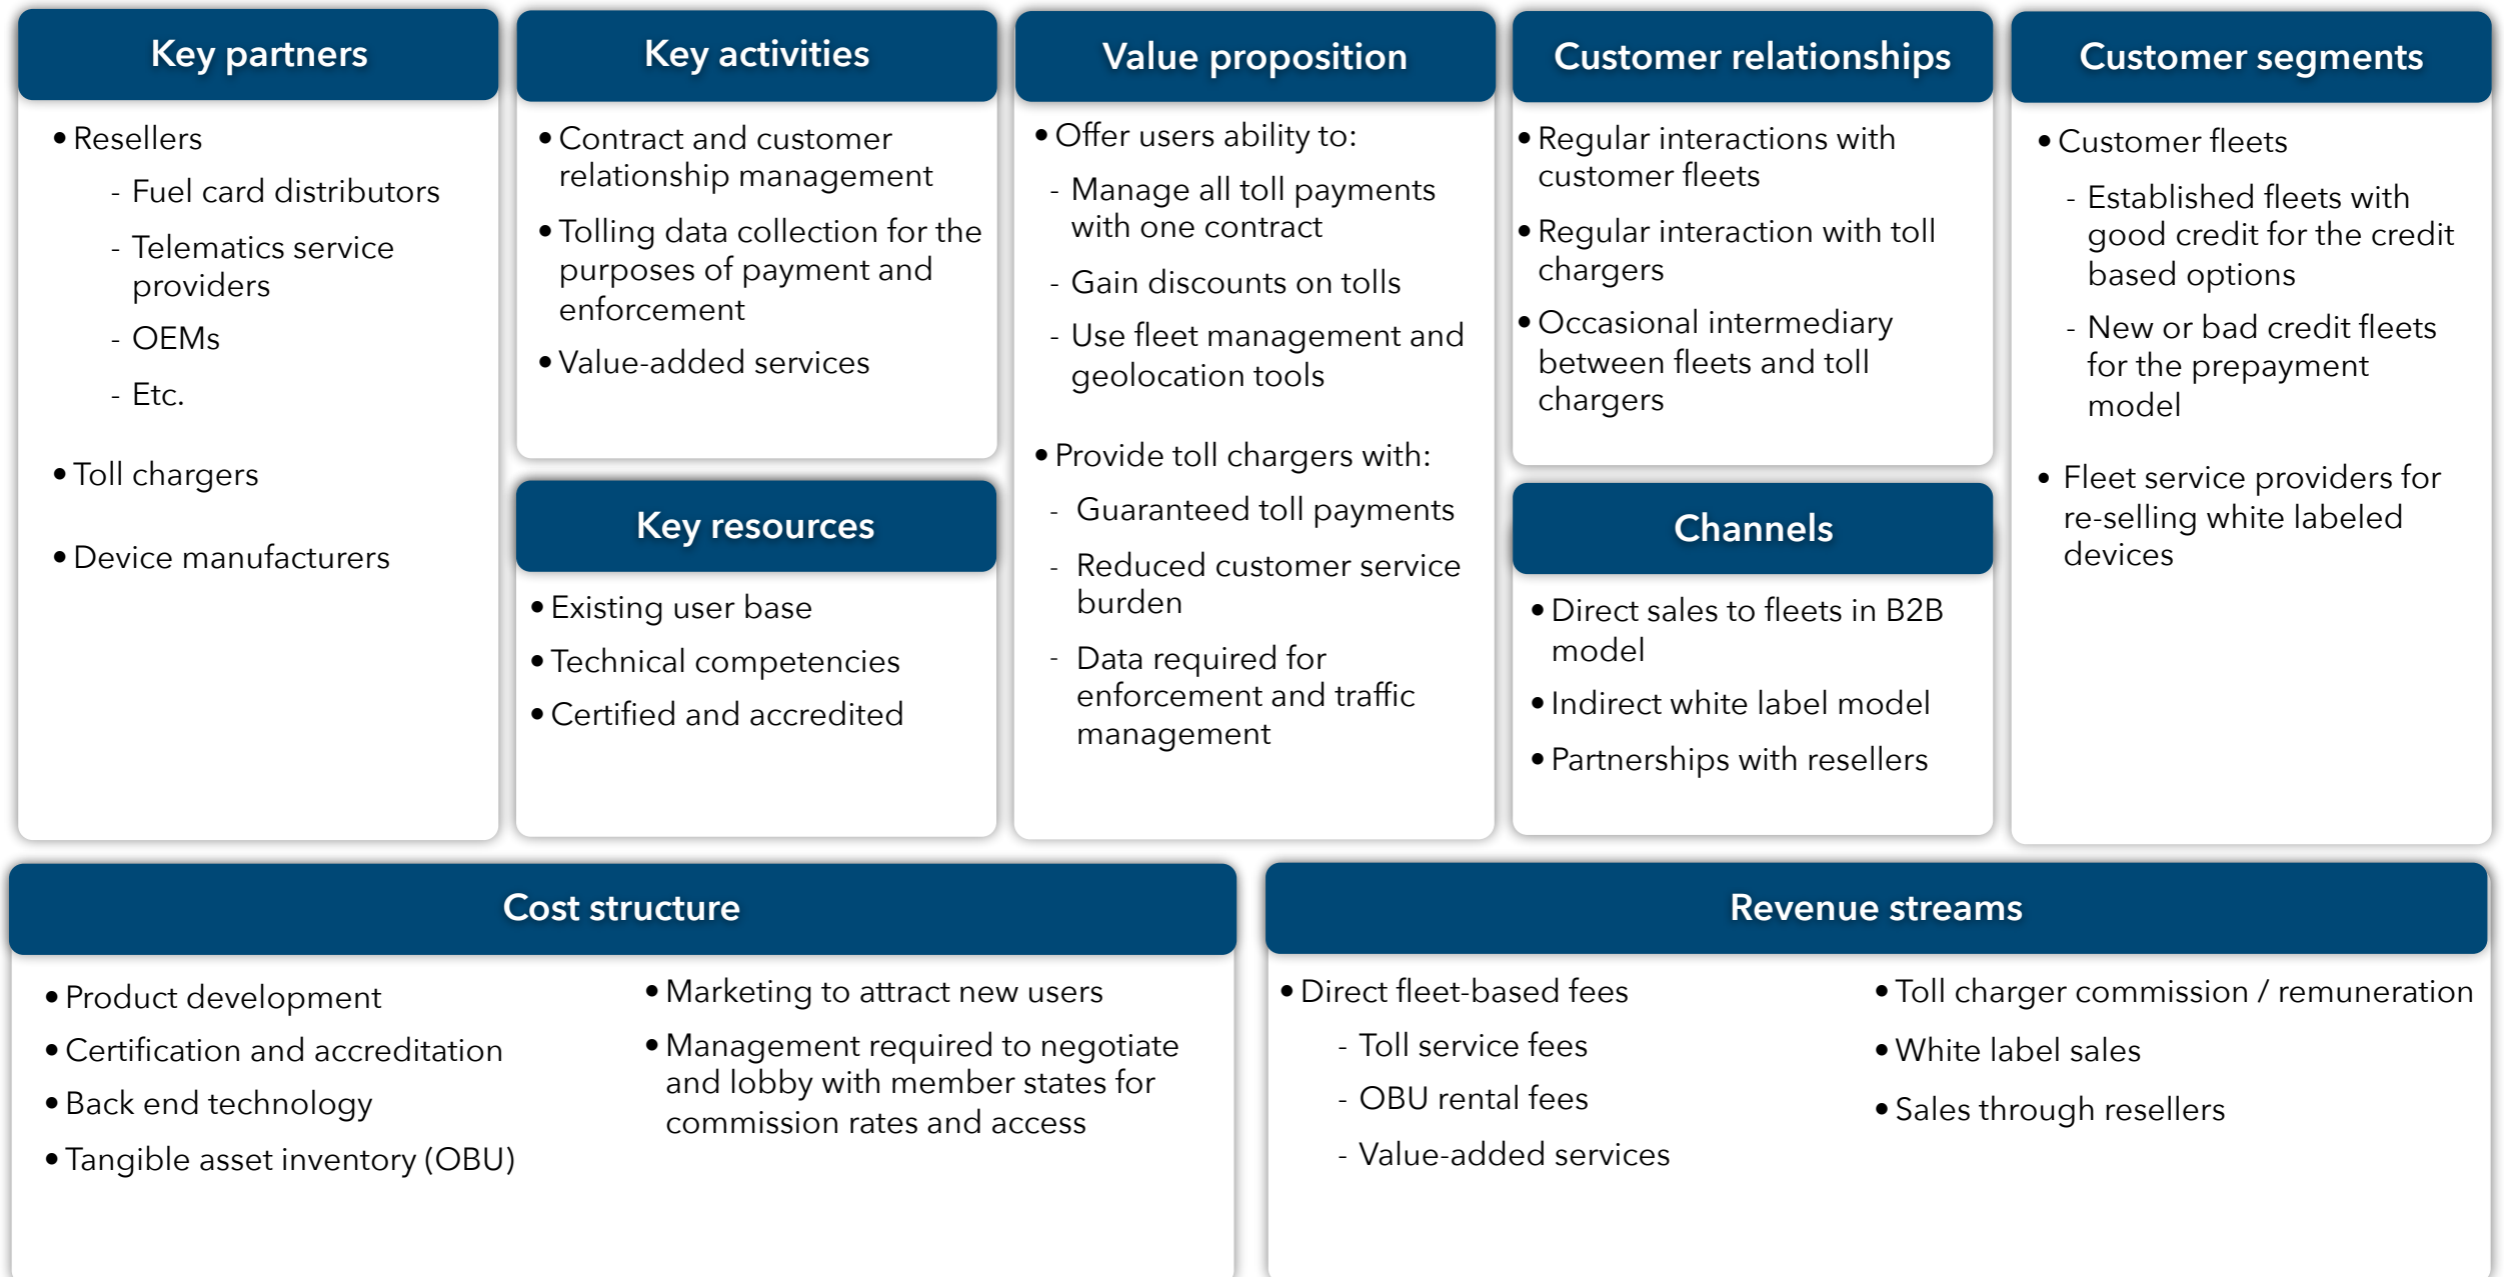 Key partners
• Resellers
- Fuel card distributors
- Telematics service
providers
- OEMs
- Etc.
• Toll chargers
• Device manufacturers
Key activities
• Contract and customer
relationship management
• Tolling data collection for the
purposes of payment and
enforcement
• Value-added services
Key resources
• Existing user base
• Technical competencies
• Certified and accredited
Value proposition
• Offer users ability to:
- Manage all toll payments
with one contract
- Gain discounts on tolls
- Use fleet management and
geolocation tools
• Provide toll chargers with:
- Guaranteed toll payments
- Reduced customer service
burden
- Data required for
enforcement and traffic
management
Customer relationships
• Regular interactions with
customer fleets
• Regular interaction with toll
chargers
• Occasional intermediary
between fleets and toll
chargers
Channels
• Direct sales to fleets in B2B
model
• Indirect white label model
• Partnerships with resellers
Customer segments
• Customer fleets
- Established fleets with
good credit for the credit
based options
- New or bad credit fleets
for the prepayment
model
• Fleet service providers for
re-selling white labeled
devices
Cost structure
• Product development
• Certification and accreditation
• Back end technology
• Tangible asset inventory (OBU)
• Marketing to attract new users
• Management required to negotiate
and lobby with member states for
commission rates and access
Revenue streams
• Direct fleet-based fees
- Toll service fees
- OBU rental fees
- Value-added services
• Toll charger commission / remuneration
• White label sales
• Sales through resellers